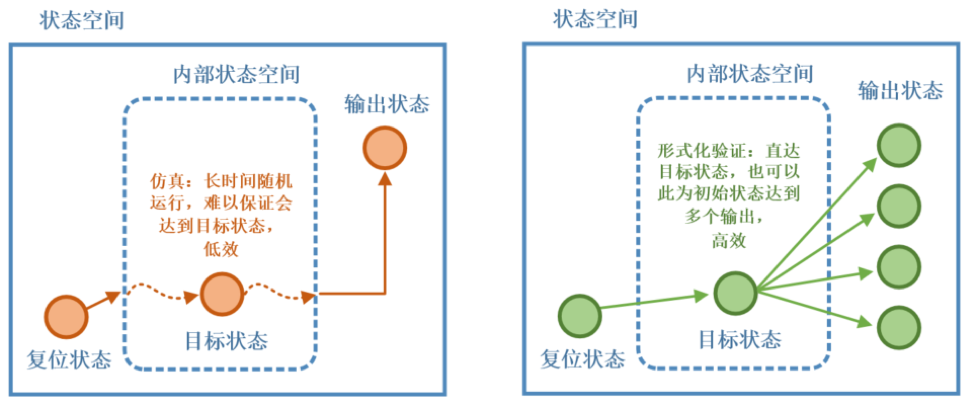 状态空间
内部状态空间
输出状态
仿真：长时间随机
运行，难以保证会
达到目标状态，
低效
目标状态
复位状态
状态空间
内部状态空间
输出状态
形式化验证：直达
目标状态，也可以
此为初始状态达到
多个输出，
高效
目标状态
复位状态